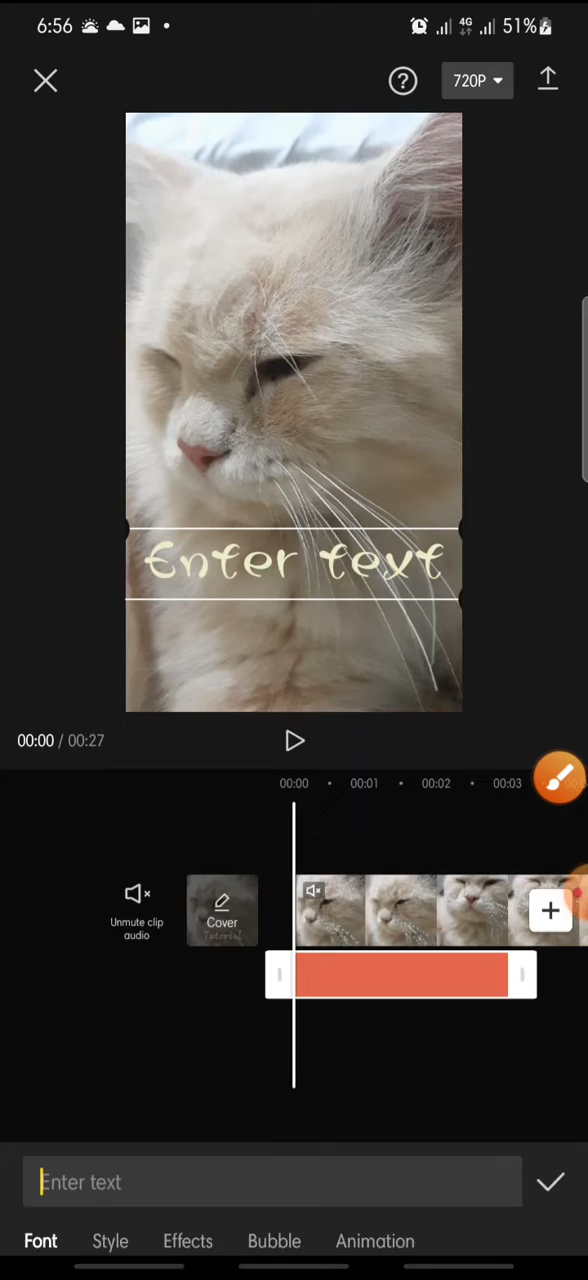 6:56
4G
51%
720P
Enter text
00:00 / 00:27
00:00
00:01
00:02
00:03
Unmute clip
audio
Cover
Tutorial
Enter text
Font
Style
Effects
Bubble
Animation